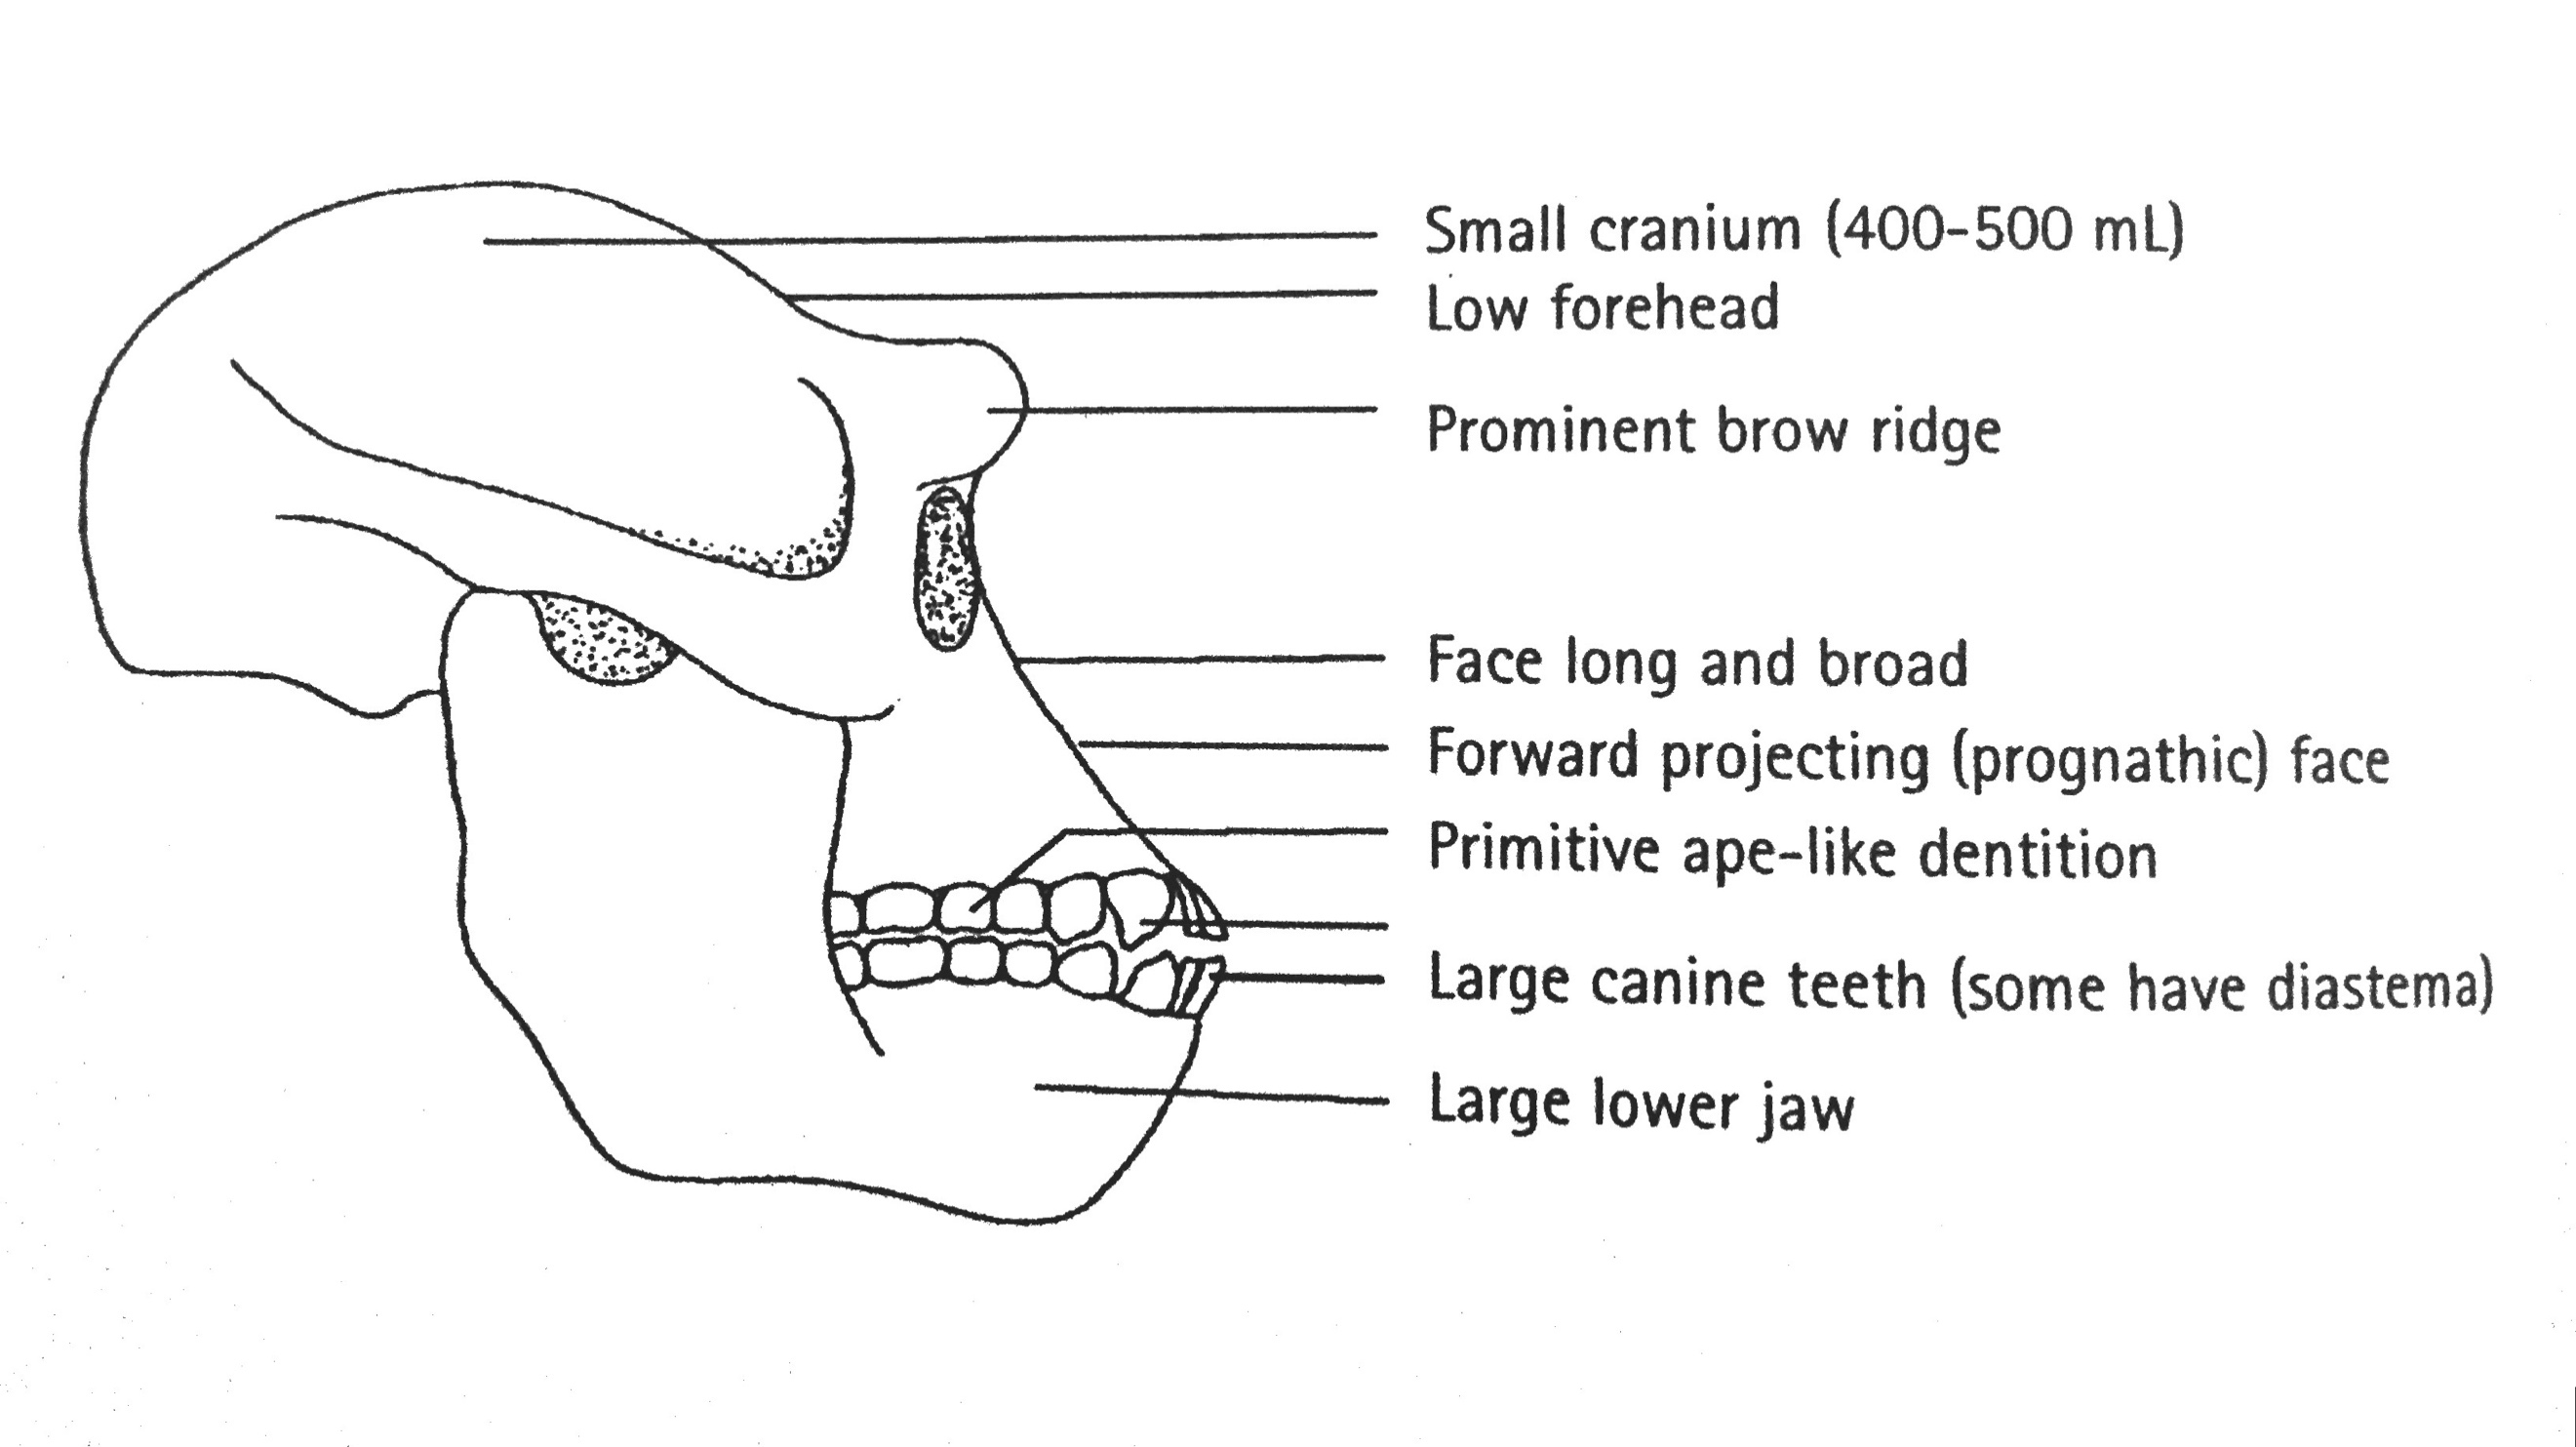 Small cranium (400-500 mL)
Low forehead
Prominent brow ridge
Face long and broad
Forward projecting (prognathic) face
Primitive ape-like dentition
Large canine teeth (some have diastema)
Large lower jaw